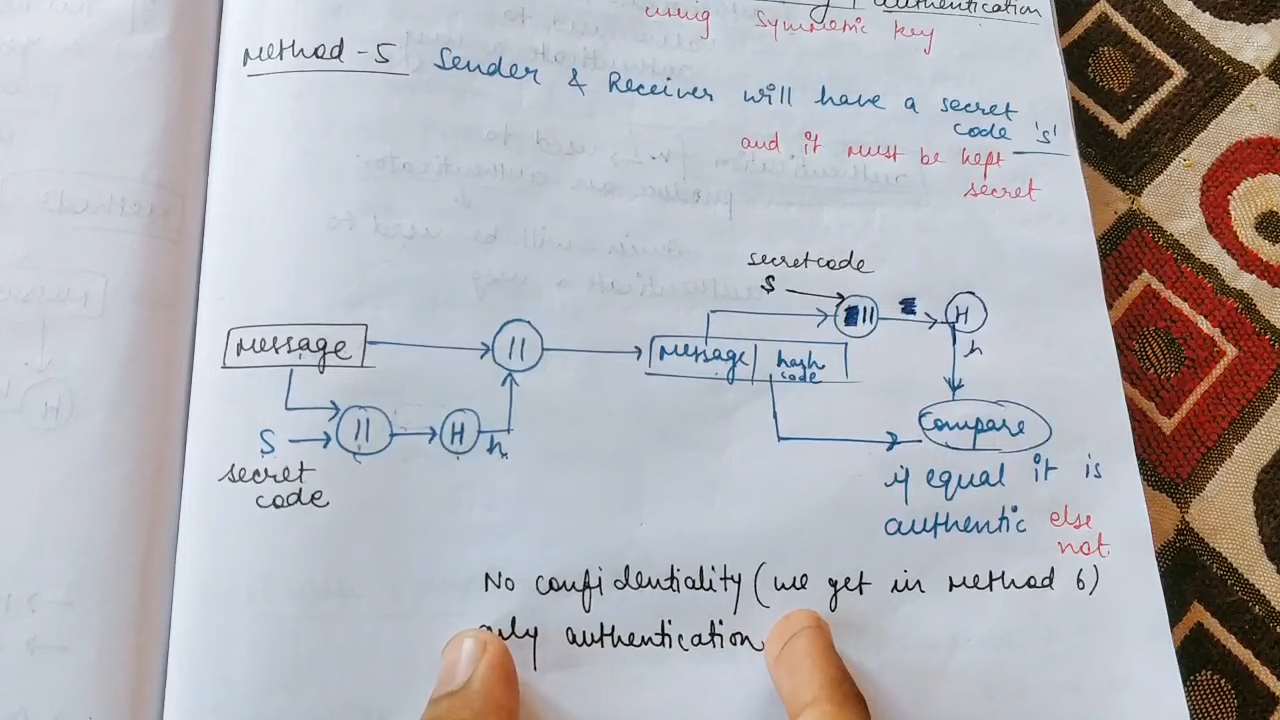 authentication
using symmetric key
Method - 5 Sender & Receiver will have a secret
code 's'
and it must be kept
secret
secret code
S
|| H
h
message || message hash
code
Compare
S || H h
secret
code
if equal it is
authentic else
not
No confidentiality (we get in method 6)
only authentication